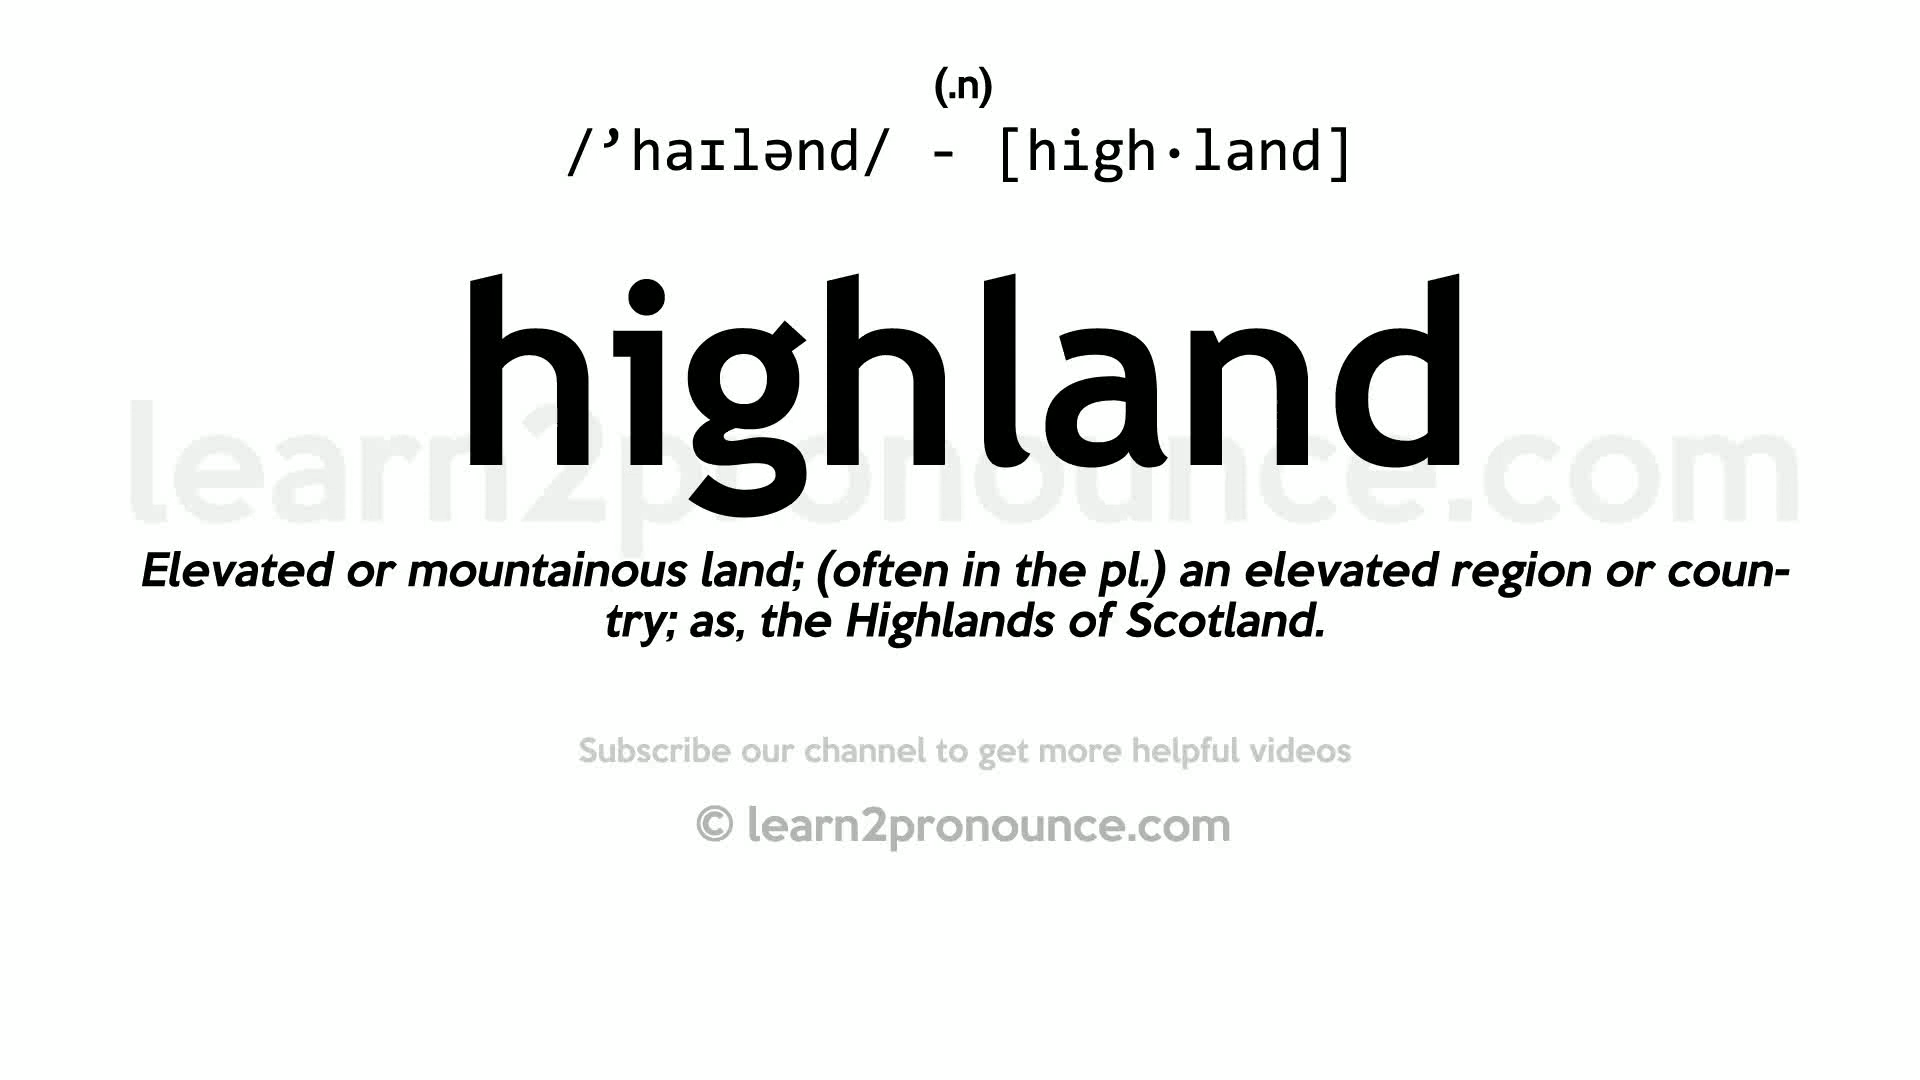 (.n)
/’haɪlənd/ - [high·land]
highland
learn2pronounce.com
Elevated or mountainous land; (often in the pl.) an elevated region or coun-
try; as, the Highlands of Scotland.
Subscribe our channel to get more helpful videos
© learn2pronounce.com